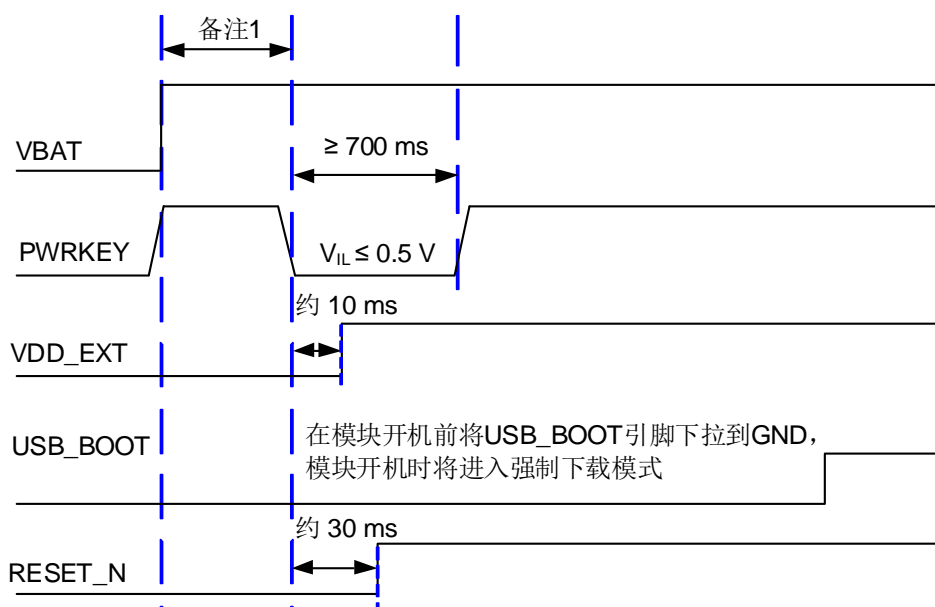 备注1
VBAT
≥ 700 ms
PWRKEY
VIL ≤ 0.5 V
约 10 ms
VDD_EXT
USB_BOOT
在模块开机前将USB_BOOT引脚下拉到GND，
模块开机时将进入强制下载模式
约 30 ms
RESET_N